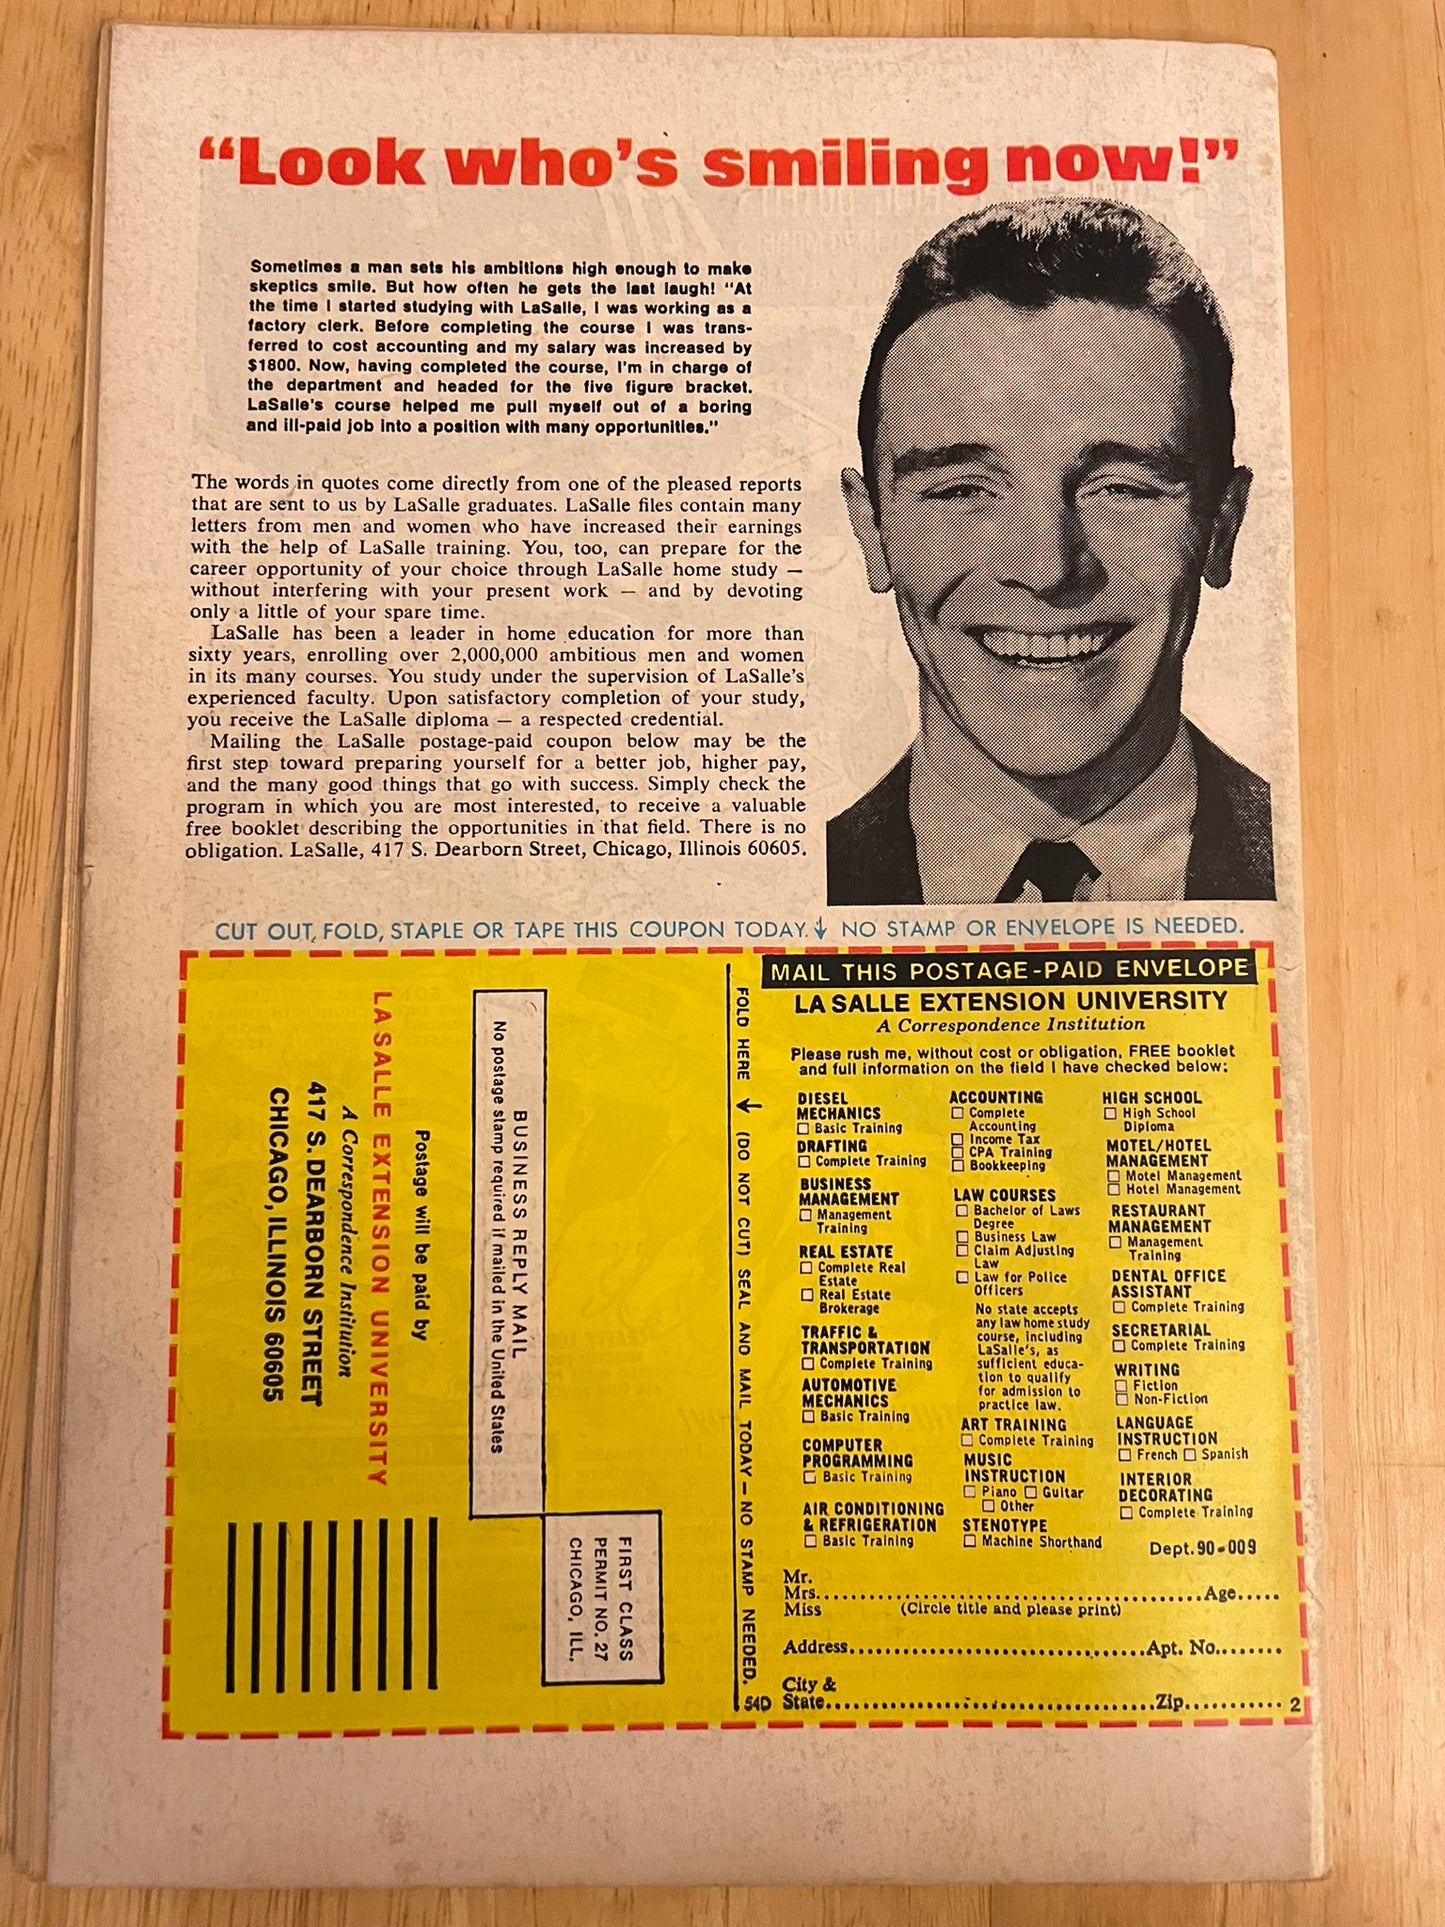 “Look who’s smiling now!”
Sometimes a man sets his ambitions high enough to make
skeptics smile. But how often he gets the last laugh! “At
the time I started studying with LaSalle, I was working as a
factory clerk. Before completing the course I was trans-
ferred to cost accounting and my salary was increased by
$1800. Now, having completed the course, I’m in charge of
the department and headed for the five figure bracket.
LaSalle’s course helped me pull myself out of a boring
and ill-paid job into a position with many opportunities.”
The words in quotes come directly from one of the pleased reports
that are sent to us by LaSalle graduates. LaSalle files contain many
letters from men and women who have increased their earnings
with the help of LaSalle training. You, too, can prepare for the
career opportunity of your choice through LaSalle home study —
without interfering with your present work — and by devoting
only a little of your spare time.
LaSalle has been a leader in home education for more than
sixty years, enrolling over 2,000,000 ambitious men and women
in its many courses. You study under the supervision of LaSalle’s
experienced faculty. Upon satisfactory completion of your study,
you receive the LaSalle diploma — a respected credential.
Mailing the LaSalle postage-paid coupon below may be the
first step toward preparing yourself for a better job, higher pay,
and the many good things that go with success. Simply check the
program in which you are most interested, to receive a valuable
free booklet describing the opportunities in that field. There is no
obligation. LaSalle, 417 S. Dearborn Street, Chicago, Illinois 60605.
CUT OUT, FOLD, STAPLE OR TAPE THIS COUPON TODAY. ↓ NO STAMP OR ENVELOPE IS NEEDED.
FIRST CLASS
PERMIT NO. 27
CHICAGO, ILL.
BUSINESS REPLY MAIL
No postage stamp required if mailed in the United States
Postage will be paid by
LA SALLE EXTENSION UNIVERSITY
A Correspondence Institution
417 S. DEARBORN STREET
CHICAGO, ILLINOIS 60605
FOLD HERE ↓ (DO NOT CUT) SEAL AND MAIL TODAY — NO STAMP NEEDED.
54D
MAIL THIS POSTAGE-PAID ENVELOPE
LA SALLE EXTENSION UNIVERSITY
A Correspondence Institution
Please rush me, without cost or obligation, FREE booklet
and full information on the field I have checked below:
DIESEL
MECHANICS
☐ Basic Training
DRAFTING
☐ Complete Training
BUSINESS
MANAGEMENT
☐ Management
Training
REAL ESTATE
☐ Complete Real
Estate
☐ Real Estate
Brokerage
TRAFFIC &
TRANSPORTATION
☐ Complete Training
AUTOMOTIVE
MECHANICS
☐ Basic Training
COMPUTER
PROGRAMMING
☐ Basic Training
AIR CONDITIONING
& REFRIGERATION
☐ Basic Training
ACCOUNTING
☐ Complete
Accounting
☐ Income Tax
☐ CPA Training
☐ Bookkeeping
LAW COURSES
☐ Bachelor of Laws
Degree
☐ Business Law
☐ Claim Adjusting
Law
☐ Law for Police
Officers
No state accepts
any law home study
course, including
LaSalle’s, as
sufficient educa-
tion to qualify
for admission to
practice law.
ART TRAINING
☐ Complete Training
MUSIC
INSTRUCTION
☐ Piano ☐ Guitar
☐ Other
STENOTYPE
☐ Machine Shorthand
HIGH SCHOOL
☐ High School
Diploma
MOTEL/HOTEL
MANAGEMENT
☐ Motel Management
☐ Hotel Management
RESTAURANT
MANAGEMENT
☐ Management
Training
DENTAL OFFICE
ASSISTANT
☐ Complete Training
SECRETARIAL
☐ Complete Training
WRITING
☐ Fiction
☐ Non-Fiction
LANGUAGE
INSTRUCTION
☐ French ☐ Spanish
INTERIOR
DECORATING
☐ Complete Training
Dept. 90-009
Mr.
Mrs. Age
Miss (Circle title and please print)
Address Apt. No.
City &
State Zip 2